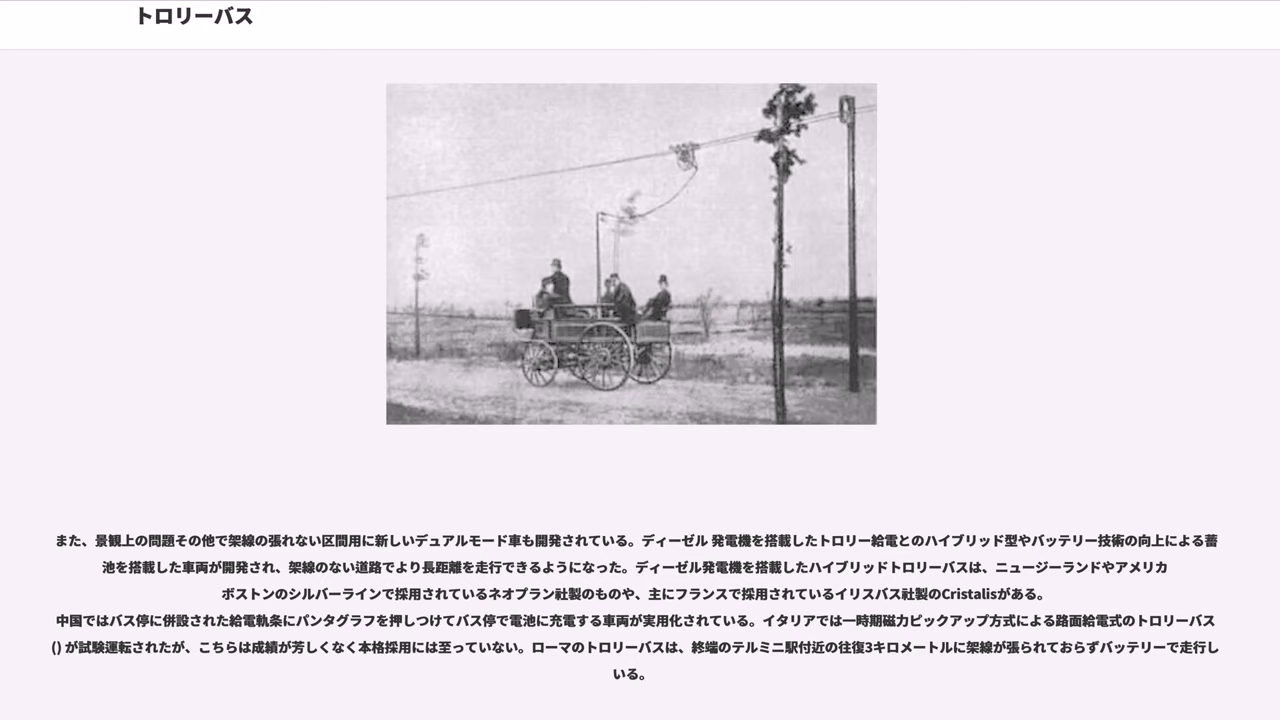 トロリーバス
また、景観上の問題その他で架線の張れない区間用に新しいデュアルモード車も開発されている。ディーゼル 発電機を搭載したトロリー給電とのハイブリッド型やバッテリー技術の向上による蓄
池を搭載した車両が開発され、架線のない道路でより長距離を走行できるようになった。ディーゼル発電機を搭載したハイブリッドトロリーバスは、ニュージーランドやアメリカ
ボストンのシルバーラインで採用されているネオプラン社製のものや、主にフランスで採用されているイリスバス社製のCristalisがある。
中国ではバス停に併設された給電軌条にパンタグラフを押しつけてバス停で電池に充電する車両が実用化されている。イタリアでは一時期磁力ピックアップ方式による路面給電式のトロリーバス
() が試験運転されたが、こちらは成績が芳しくなく本格採用には至っていない。ローマのトロリーバスは、終端のテルミニ駅付近の往復3キロメートルに架線が張られておらずバッテリーで走行し
いる。